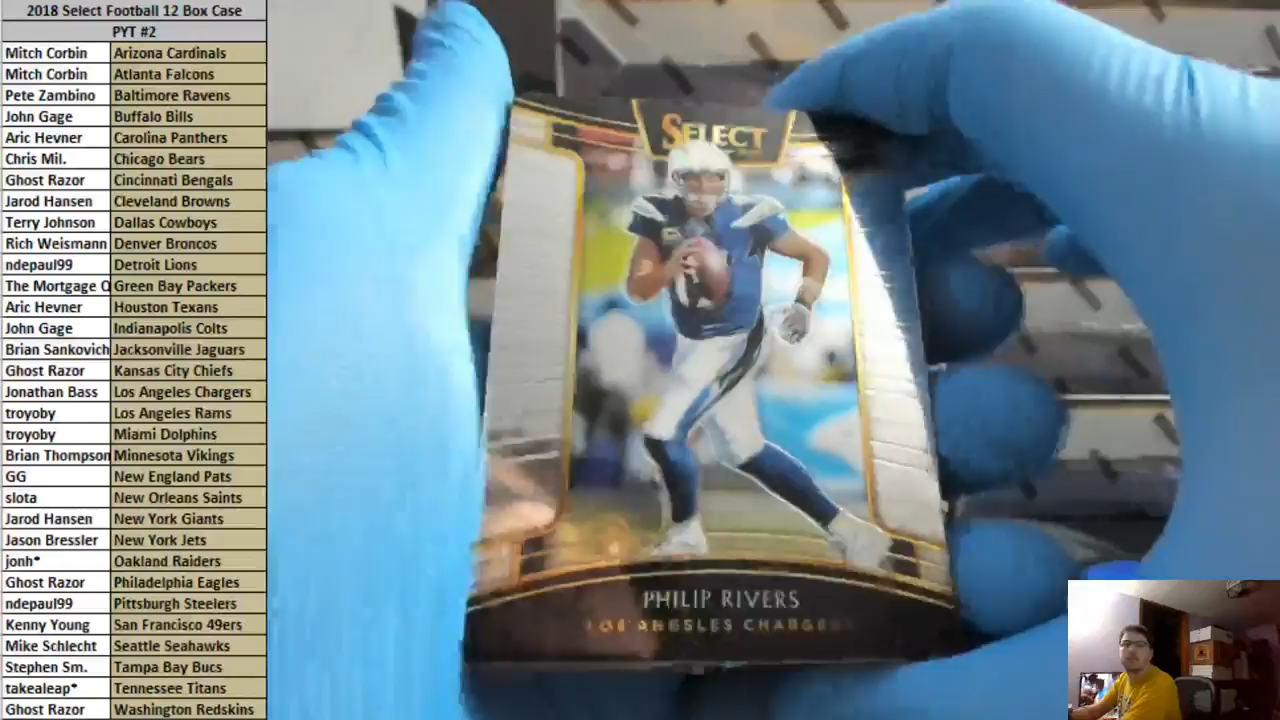 2018 Select Football 12 Box Case
PYT #2
Mitch Corbin Arizona Cardinals
Mitch Corbin Atlanta Falcons
Pete Zambino Baltimore Ravens
John Gage Buffalo Bills
Aric Hevner Carolina Panthers
Chris Mil. Chicago Bears
Ghost Razor Cincinnati Bengals
Jarod Hansen Cleveland Browns
Terry Johnson Dallas Cowboys
Rich Weismann Denver Broncos
ndepaul99 Detroit Lions
The Mortgage Q Green Bay Packers
Aric Hevner Houston Texans
John Gage Indianapolis Colts
Brian Sankovich Jacksonville Jaguars
Ghost Razor Kansas City Chiefs
Jonathan Bass Los Angeles Chargers
troyoby Los Angeles Rams
troyoby Miami Dolphins
Brian Thompson Minnesota Vikings
GG New England Pats
slota New Orleans Saints
Jarod Hansen New York Giants
Jason Bressler New York Jets
jonh* Oakland Raiders
Ghost Razor Philadelphia Eagles
ndepaul99 Pittsburgh Steelers
Kenny Young San Francisco 49ers
Mike Schlecht Seattle Seahawks
Stephen Sm. Tampa Bay Bucs
takealeap* Tennessee Titans
Ghost Razor Washington Redskins
SELECT
PHILIP RIVERS
LOS ANGELES CHARGERS